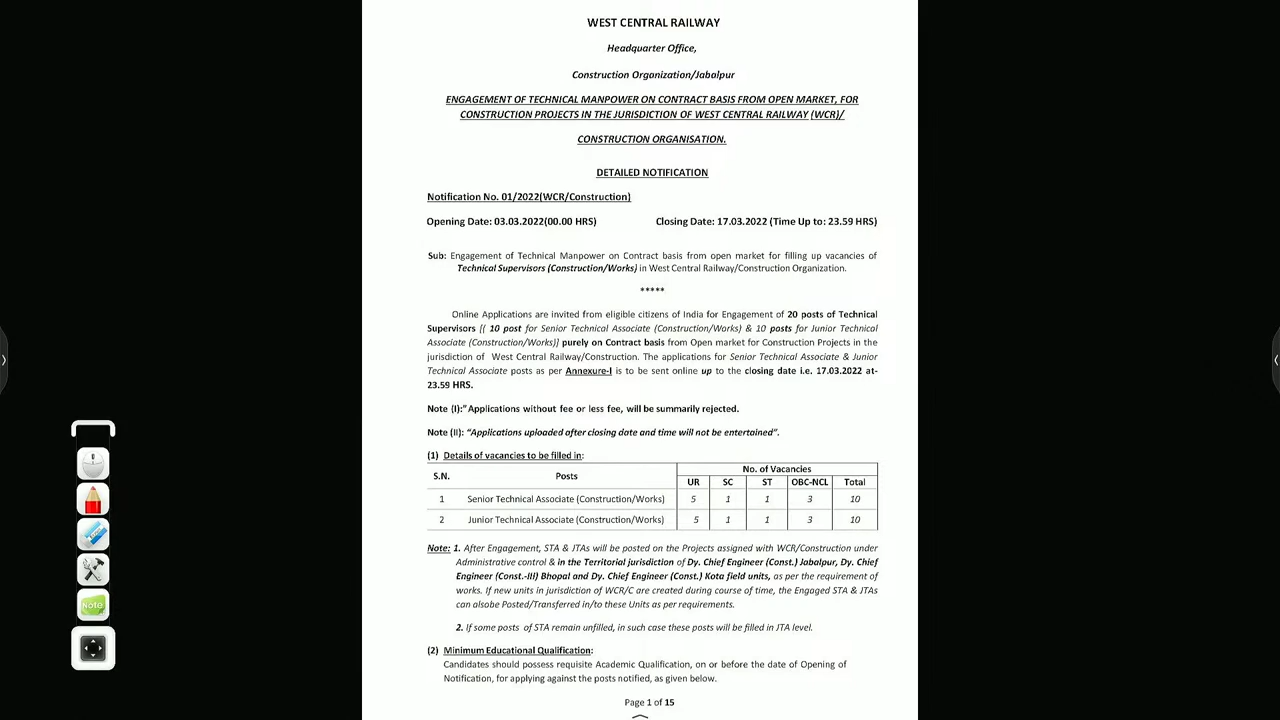 WEST CENTRAL RAILWAY
Headquarter Office,
Construction Organization/Jabalpur
ENGAGEMENT OF TECHNICAL MANPOWER ON CONTRACT BASIS FROM OPEN MARKET, FOR
CONSTRUCTION PROJECTS IN THE JURISDICTION OF WEST CENTRAL RAILWAY (WCR)/
CONSTRUCTION ORGANISATION.
DETAILED NOTIFICATION
Notification No. 01/2022(WCR/Construction)
Opening Date: 03.03.2022(00.00 HRS) Closing Date: 17.03.2022 (Time Up to: 23.59 HRS)
Sub: Engagement of Technical Manpower on Contract basis from open market for filling up vacancies of
Technical Supervisors (Construction/Works) in West Central Railway/Construction Organization.
*****
Online Applications are invited from eligible citizens of India for Engagement of 20 posts of Technical
Supervisors [( 10 post for Senior Technical Associate (Construction/Works) & 10 posts for Junior Technical
Associate (Construction/Works)] purely on Contract basis from Open market for Construction Projects in the
jurisdiction of West Central Railway/Construction. The applications for Senior Technical Associate & Junior
Technical Associate posts as per Annexure-I is to be sent online up to the closing date i.e. 17.03.2022 at-
23.59 HRS.
Note (I):"Applications without fee or less fee, will be summarily rejected.
Note (II): “Applications uploaded after closing date and time will not be entertained”.
(1) Details of vacancies to be filled in:
S.N. Posts No. of Vacancies
UR SC ST OBC-NCL Total
1 Senior Technical Associate (Construction/Works) 5 1 1 3 10
2 Junior Technical Associate (Construction/Works) 5 1 1 3 10
Note: 1. After Engagement, STA & JTAs will be posted on the Projects assigned with WCR/Construction under
Administrative control & in the Territorial jurisdiction of Dy. Chief Engineer (Const.) Jabalpur, Dy. Chief
Engineer (Const.-III) Bhopal and Dy. Chief Engineer (Const.) Kota field units, as per the requirement of
works. If new units in jurisdiction of WCR/C are created during course of time, the Engaged STA & JTAs
can alsobe Posted/Transferred in/to these Units as per requirements.
2. If some posts of STA remain unfilled, in such case these posts will be filled in JTA level.
(2) Minimum Educational Qualification:
Candidates should possess requisite Academic Qualification, on or before the date of Opening of
Notification, for applying against the posts notified, as given below.
Page 1 of 15
Note